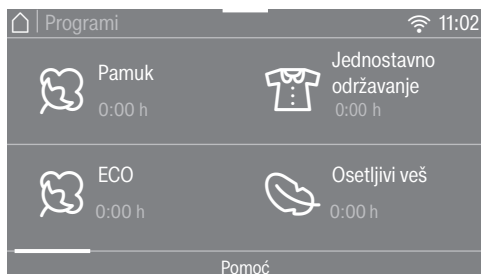 Programi
11:02
Pamuk
0:00 h
Jednostavno
održavanje
0:00 h
ECO
0:00 h
Osetljivi veš
0:00 h
Pomoć